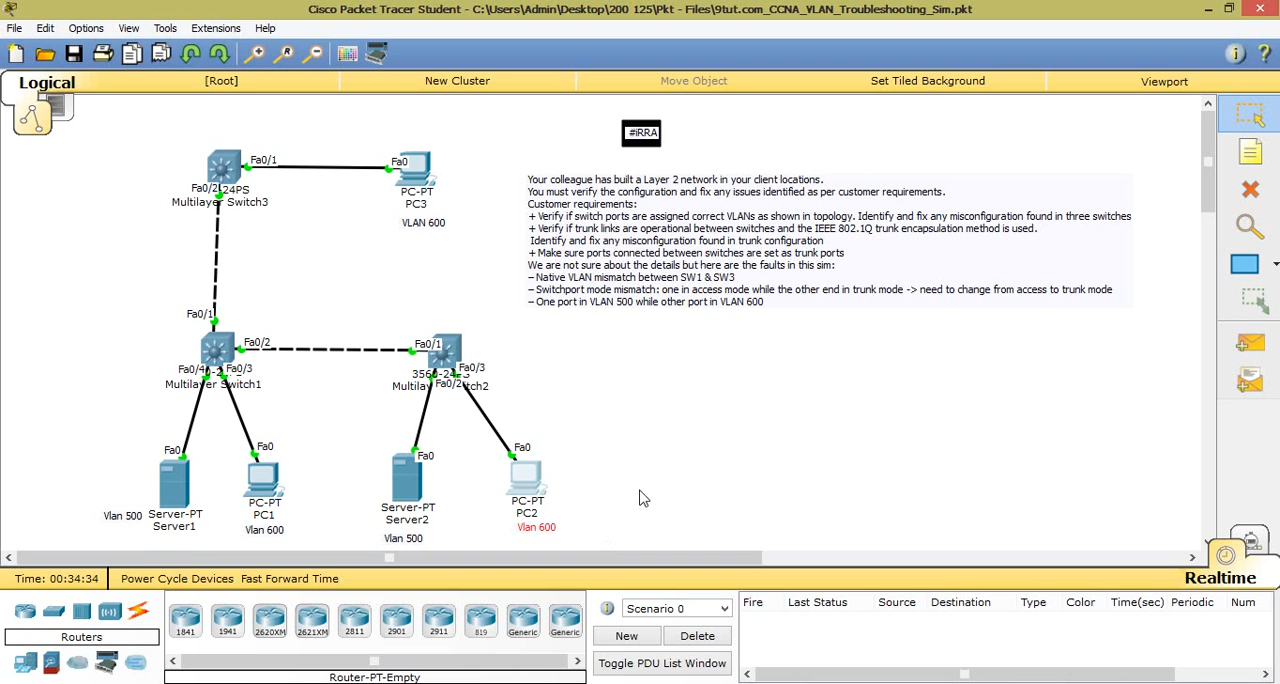 Cisco Packet Tracer Student - C:\Users\Admin\Desktop\200 125\Pkt - Files\9tut.com_CCNA_VLAN_Troubleshooting_Sim.pkt
File Edit Options View Tools Extensions Help
Logical [Root] New Cluster Move Object Set Tiled Background Viewport
#iRRA
Fa0/1 Fa0
Fa0/2 24PS
Multilayer Switch3
PC-PT
PC3
VLAN 600
Your colleague has built a Layer 2 network in your client locations.
You must verify the configuration and fix any issues identified as per customer requirements.
Customer requirements:
+ Verify if switch ports are assigned correct VLANs as shown in topology. Identify and fix any misconfiguration found in three switches
+ Verify if trunk links are operational between switches and the IEEE 802.1Q trunk encapsulation method is used.
Identify and fix any misconfiguration found in trunk configuration
+ Make sure ports connected between switches are set as trunk ports
We are not sure about the details but here are the faults in this sim:
– Native VLAN mismatch between SW1 & SW3
– Switchport mode mismatch: one in access mode while the other end in trunk mode -> need to change from access to trunk mode
– One port in VLAN 500 while other port in VLAN 600
Fa0/1
Fa0/2 Fa0/1
Fa0/4 Fa0/3
Multilayer Switch1
Fa0/3
Fa0/2
Fa0 Fa0 Fa0 Fa0
Server-PT
Server1
Vlan 500
PC-PT
PC1
Vlan 600
Server-PT
Server2
Vlan 500
PC-PT
PC2
Vlan 600
Time: 00:34:34 Power Cycle Devices Fast Forward Time Realtime
Routers
1841 1941 2620XM 2621XM 2811 2901 2911 819 Generic Generic
Router-PT-Empty
Scenario 0
New Delete
Toggle PDU List Window
Fire Last Status Source Destination Type Color Time(sec) Periodic Num